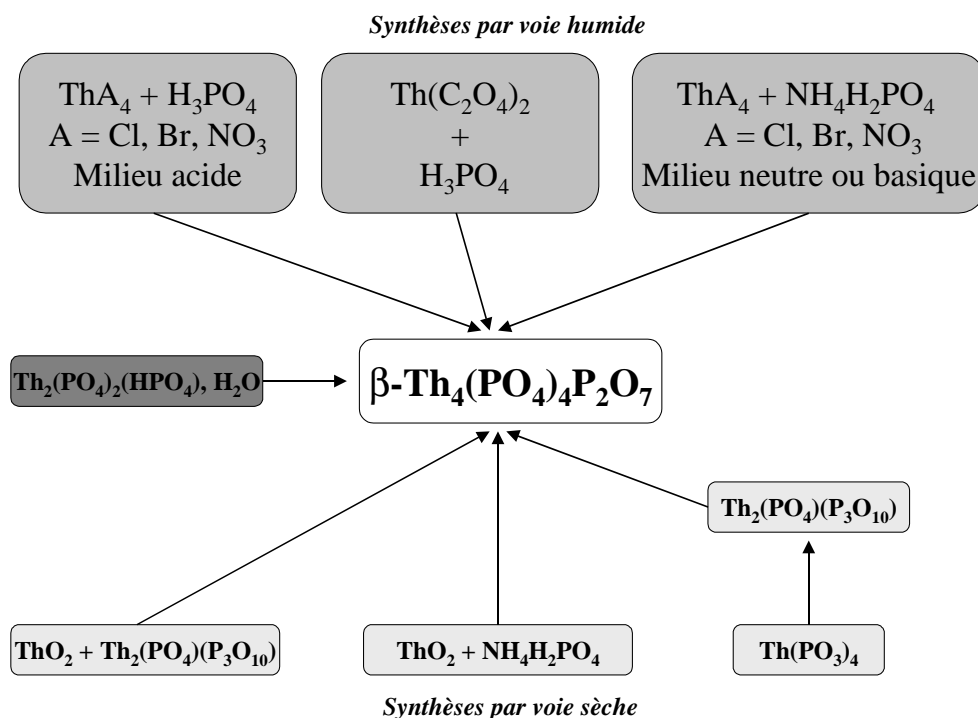 Synthèses par voie humide
ThA₄ + H₃PO₄
A = Cl, Br, NO₃
Milieu acide
Th(C₂O₄)₂
+
H₃PO₄
ThA₄ + NH₄H₂PO₄
A = Cl, Br, NO₃
Milieu neutre ou basique
Th₂(PO₄)₂(HPO₄), H₂O
β-Th₄(PO₄)₄P₂O₇
Th₂(PO₄)(P₃O₁₀)
ThO₂ + Th₂(PO₄)(P₃O₁₀)
ThO₂ + NH₄H₂PO₄
Th(PO₃)₄
Synthèses par voie sèche